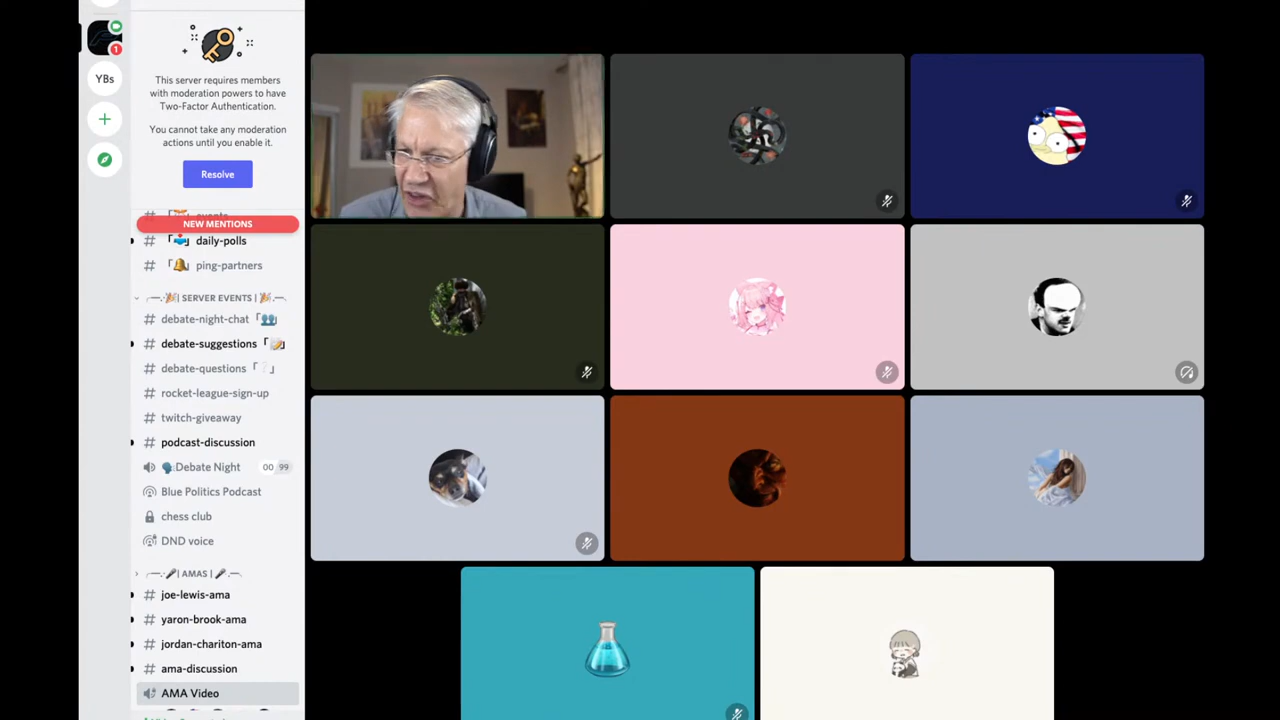 1
YBs
This server requires members
with moderation powers to have
Two-Factor Authentication.
You cannot take any moderation
actions until you enable it.
Resolve
events
NEW MENTIONS
daily-polls
ping-partners
SERVER EVENTS
debate-night-chat
debate-suggestions
debate-questions
rocket-league-sign-up
twitch-giveaway
podcast-discussion
Debate Night 00 99
Blue Politics Podcast
chess club
DND voice
AMAS
joe-lewis-ama
yaron-brook-ama
jordan-chariton-ama
ama-discussion
AMA Video